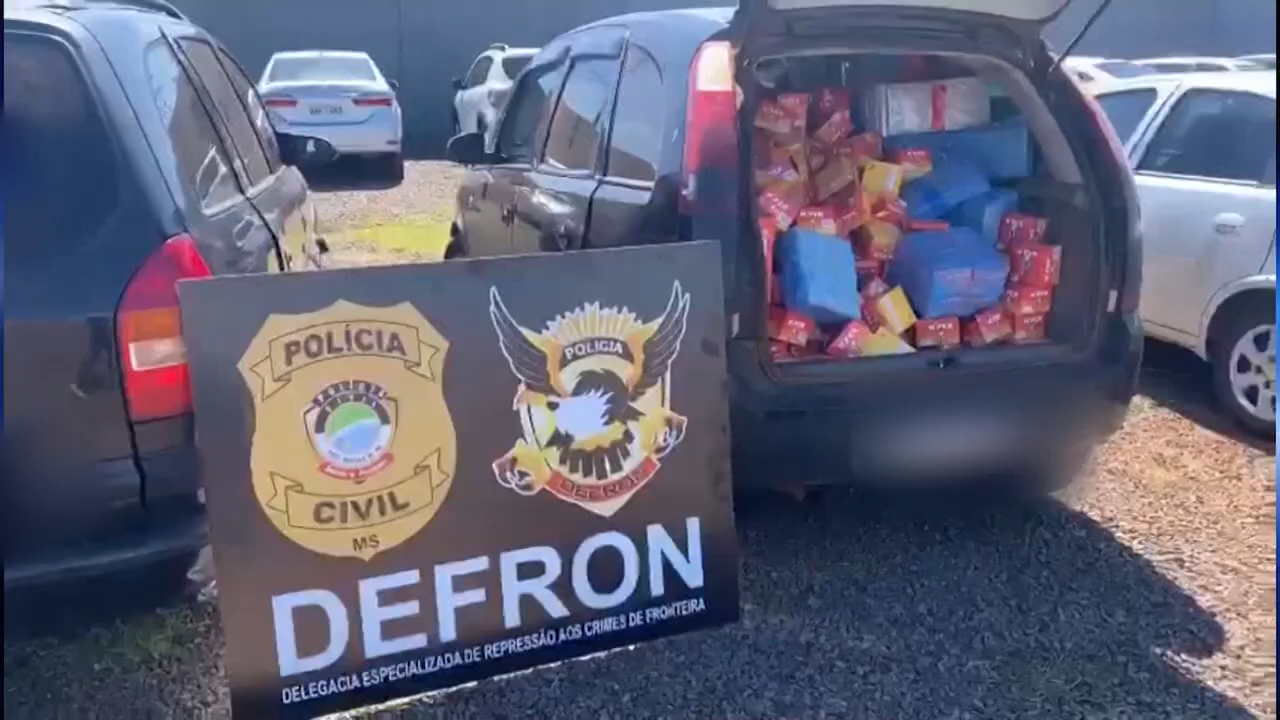 POLÍCIA
CIVIL
MS
POLICIA
DEFRON
DEFRON
DELEGACIA ESPECIALIZADA DE REPRESSÃO AOS CRIMES DE FRONTEIRA